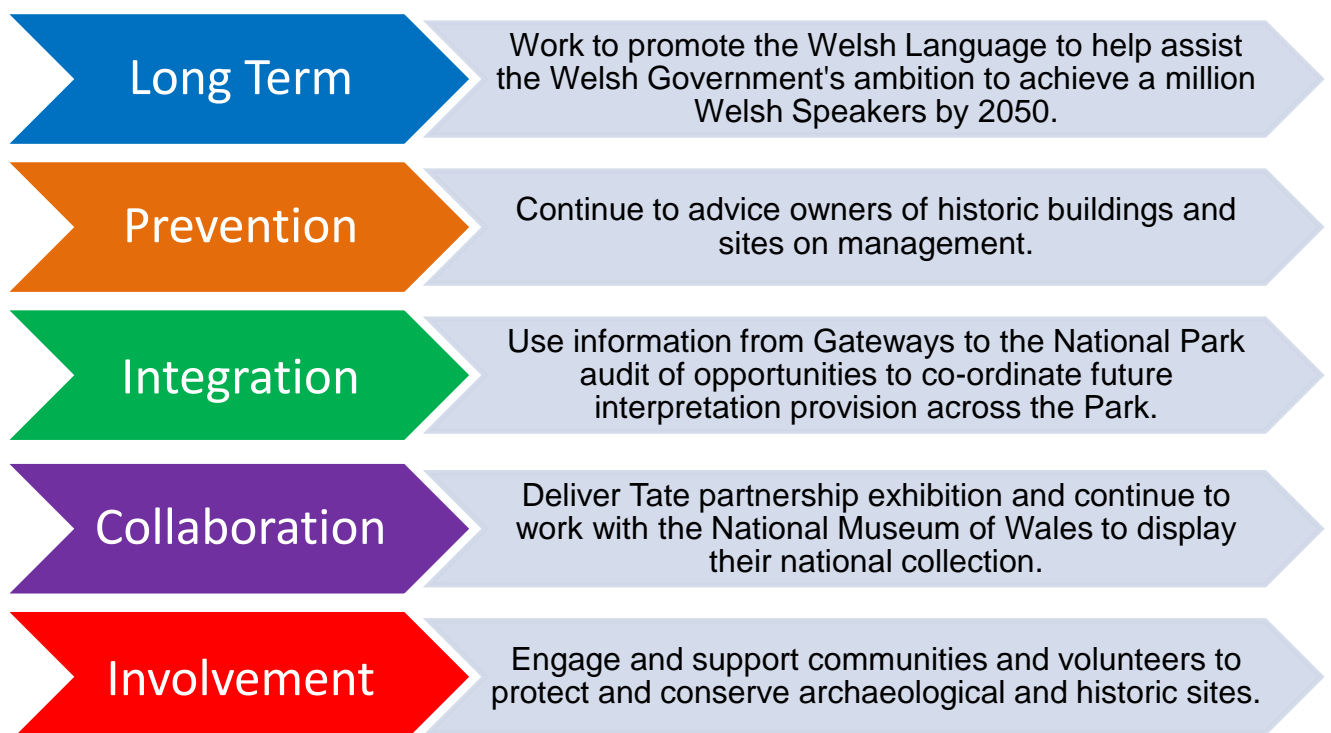 Long Term
Work to promote the Welsh Language to help assist
the Welsh Government's ambition to achieve a million
Welsh Speakers by 2050.
Prevention
Continue to advice owners of historic buildings and
sites on management.
Integration
Use information from Gateways to the National Park
audit of opportunities to co-ordinate future
interpretation provision across the Park.
Collaboration
Deliver Tate partnership exhibition and continue to
work with the National Museum of Wales to display
their national collection.
Involvement
Engage and support communities and volunteers to
protect and conserve archaeological and historic sites.